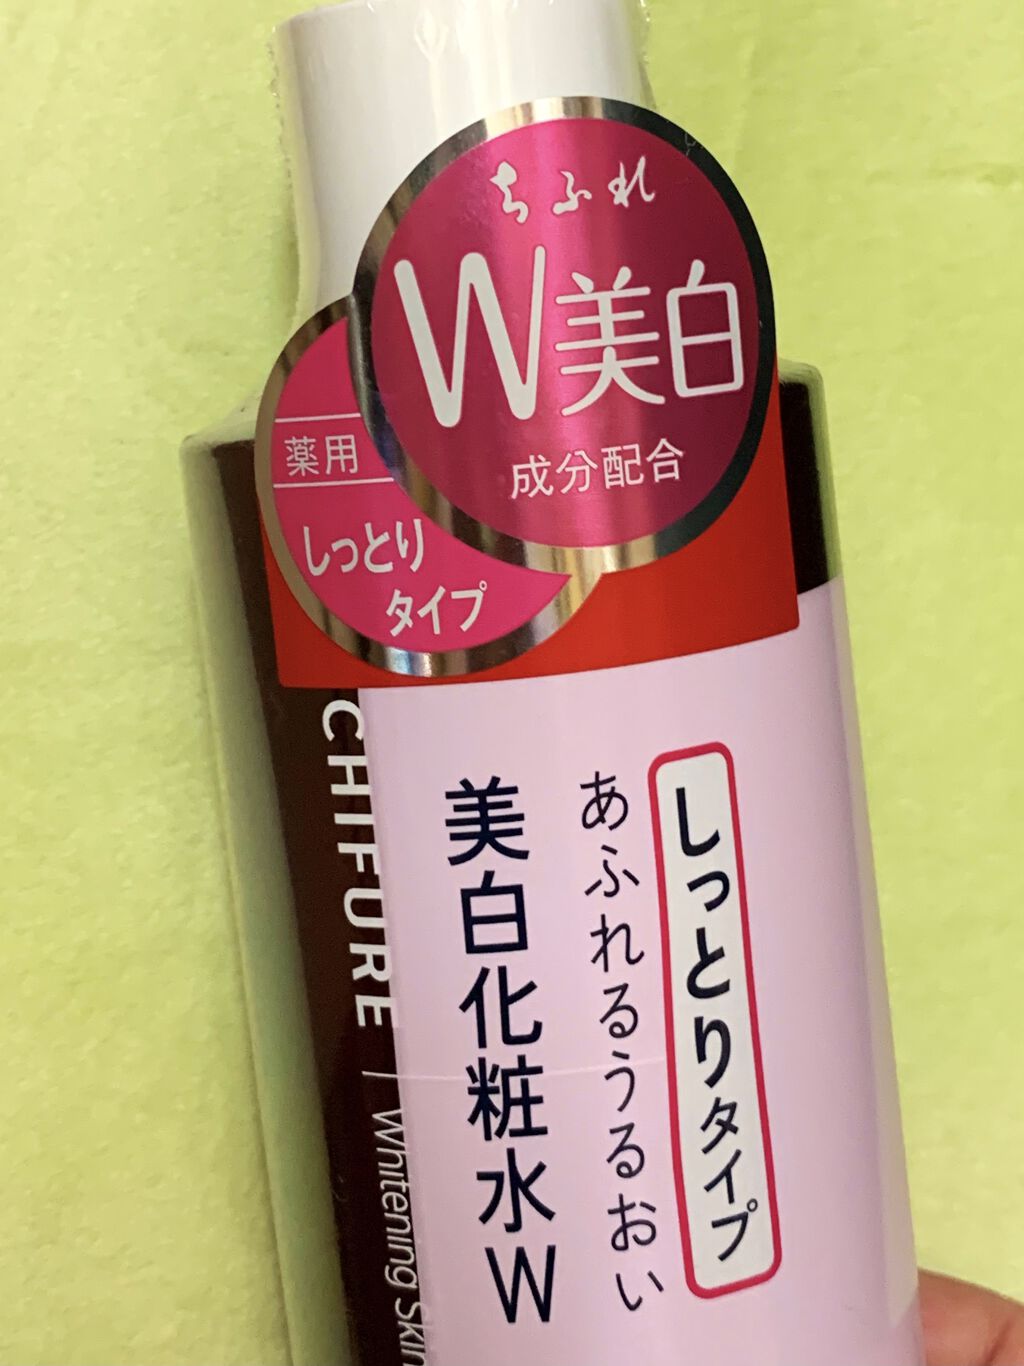 ちふれ
W美白
成分配合
薬用
しっとり
タイプ
しっとりタイプ
あふれるうるおい
美白化粧水W
CHIFURE | Whitening Skin